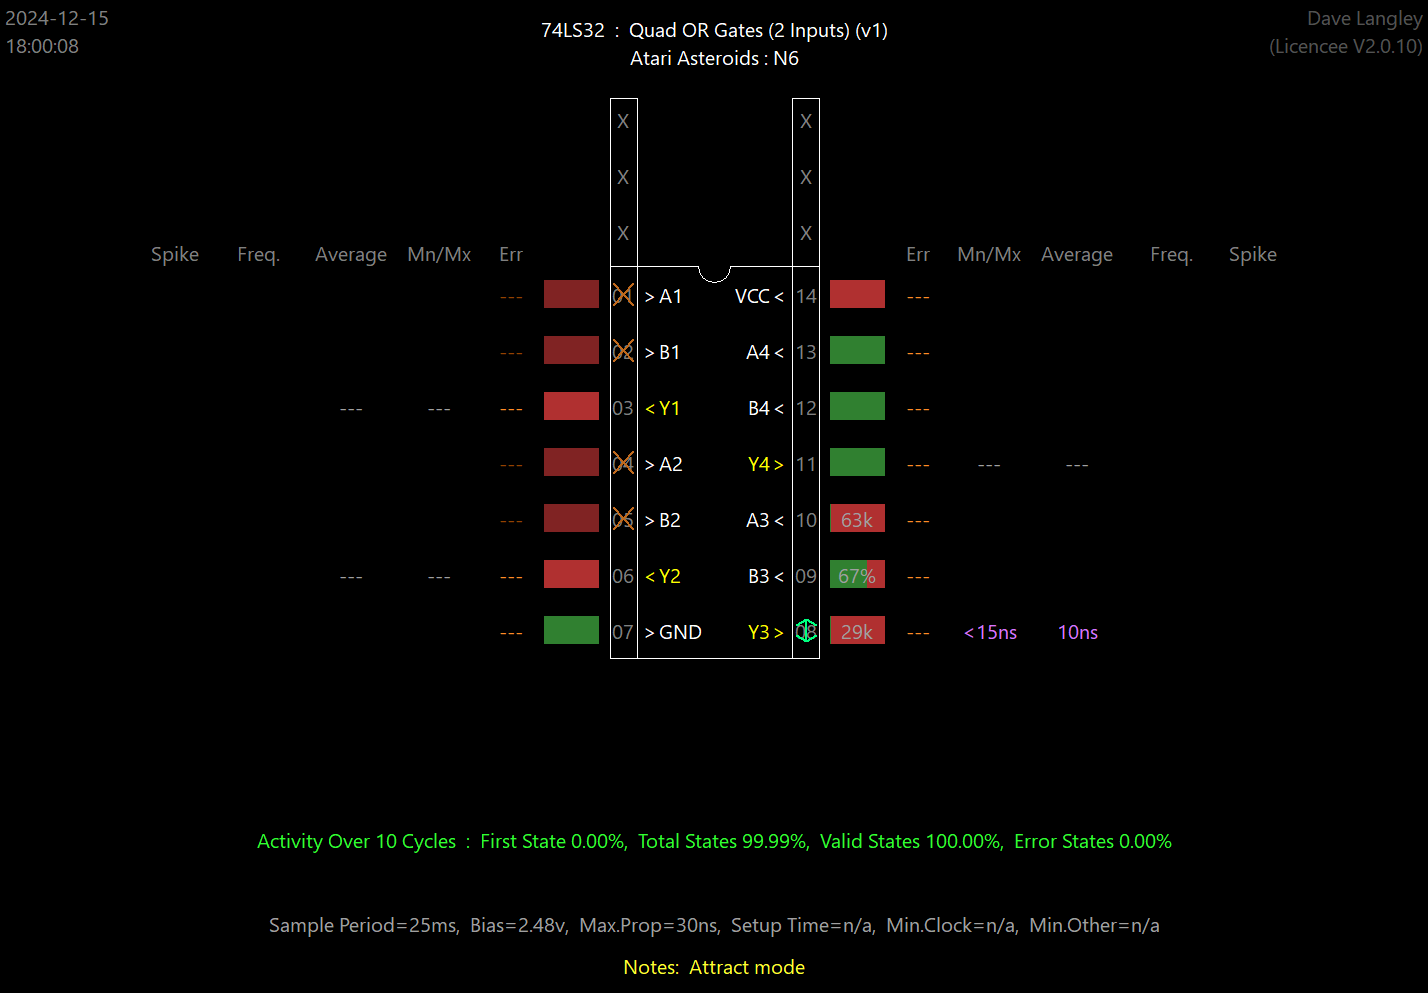 2024-12-15
18:00:08
74LS32 : Quad OR Gates (2 Inputs) (v1)
Atari Asteroids : N6
Dave Langley
(Licencee V2.0.10)
X X
X X
X X
Spike Freq. Average Mn/Mx Err Err Mn/Mx Average Freq. Spike
--- 01 > A1 VCC < 14 ---
--- 02 > B1 A4 < 13 ---
--- --- --- 03 < Y1 B4 < 12 ---
--- 04 > A2 Y4 > 11 --- --- ---
--- 05 > B2 A3 < 10 63k ---
--- --- --- 06 < Y2 B3 < 09 67% ---
--- 07 > GND Y3 > 08 29k --- <15ns 10ns
Activity Over 10 Cycles : First State 0.00%, Total States 99.99%, Valid States 100.00%, Error States 0.00%
Sample Period=25ms, Bias=2.48v, Max.Prop=30ns, Setup Time=n/a, Min.Clock=n/a, Min.Other=n/a
Notes: Attract mode